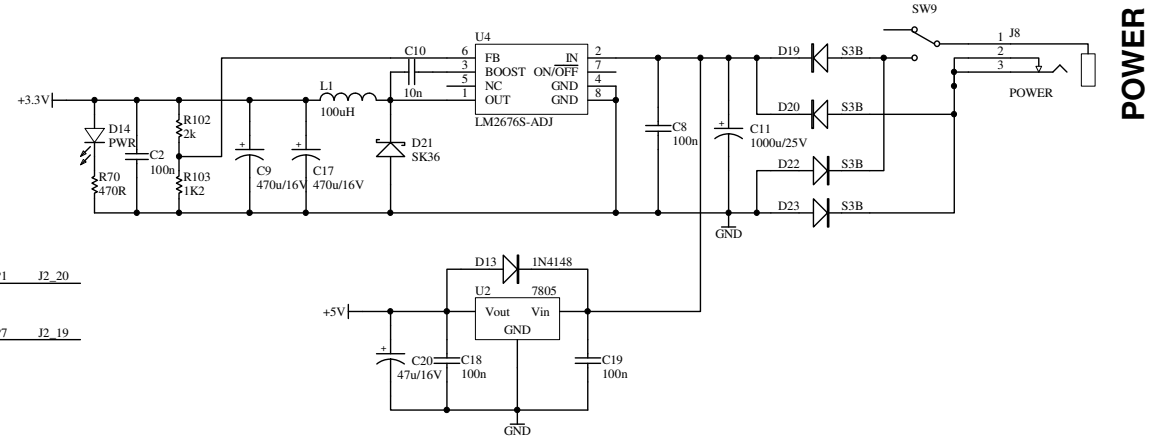 SW9
POWER
J8
1
2
3
POWER
U4
C10
10n
6 FB IN 2
3 BOOST ON/OFF 7
5 NC GND 4
1 OUT GND 8
LM2676S-ADJ
D19 S3B
D20 S3B
D22 S3B
D23 S3B
L1
100uH
+3.3V
D14
PWR
R70
470R
C2
100n
R102
2k
R103
1K2
C9
470u/16V
+
C17
470u/16V
+
D21
SK36
C8
100n
C11
1000u/25V
+
GND
D13 1N4148
U2 7805
Vout Vin
GND
+5V
C20
47u/16V
+
C18
100n
C19
100n
GND
J2_20
J2_19